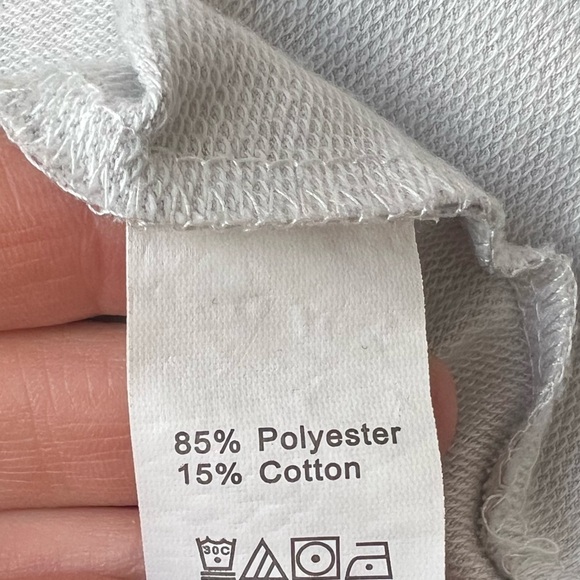 85% Polyester
15% Cotton
30C